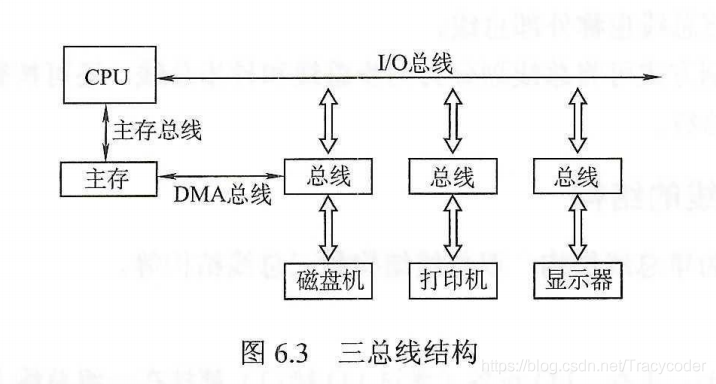 CPU
I/O总线
主存总线
主存
DMA总线
总线
总线
总线
磁盘机
打印机
显示器
图 6.3 三总线结构
https://blog.csdn.net/Tracycoder